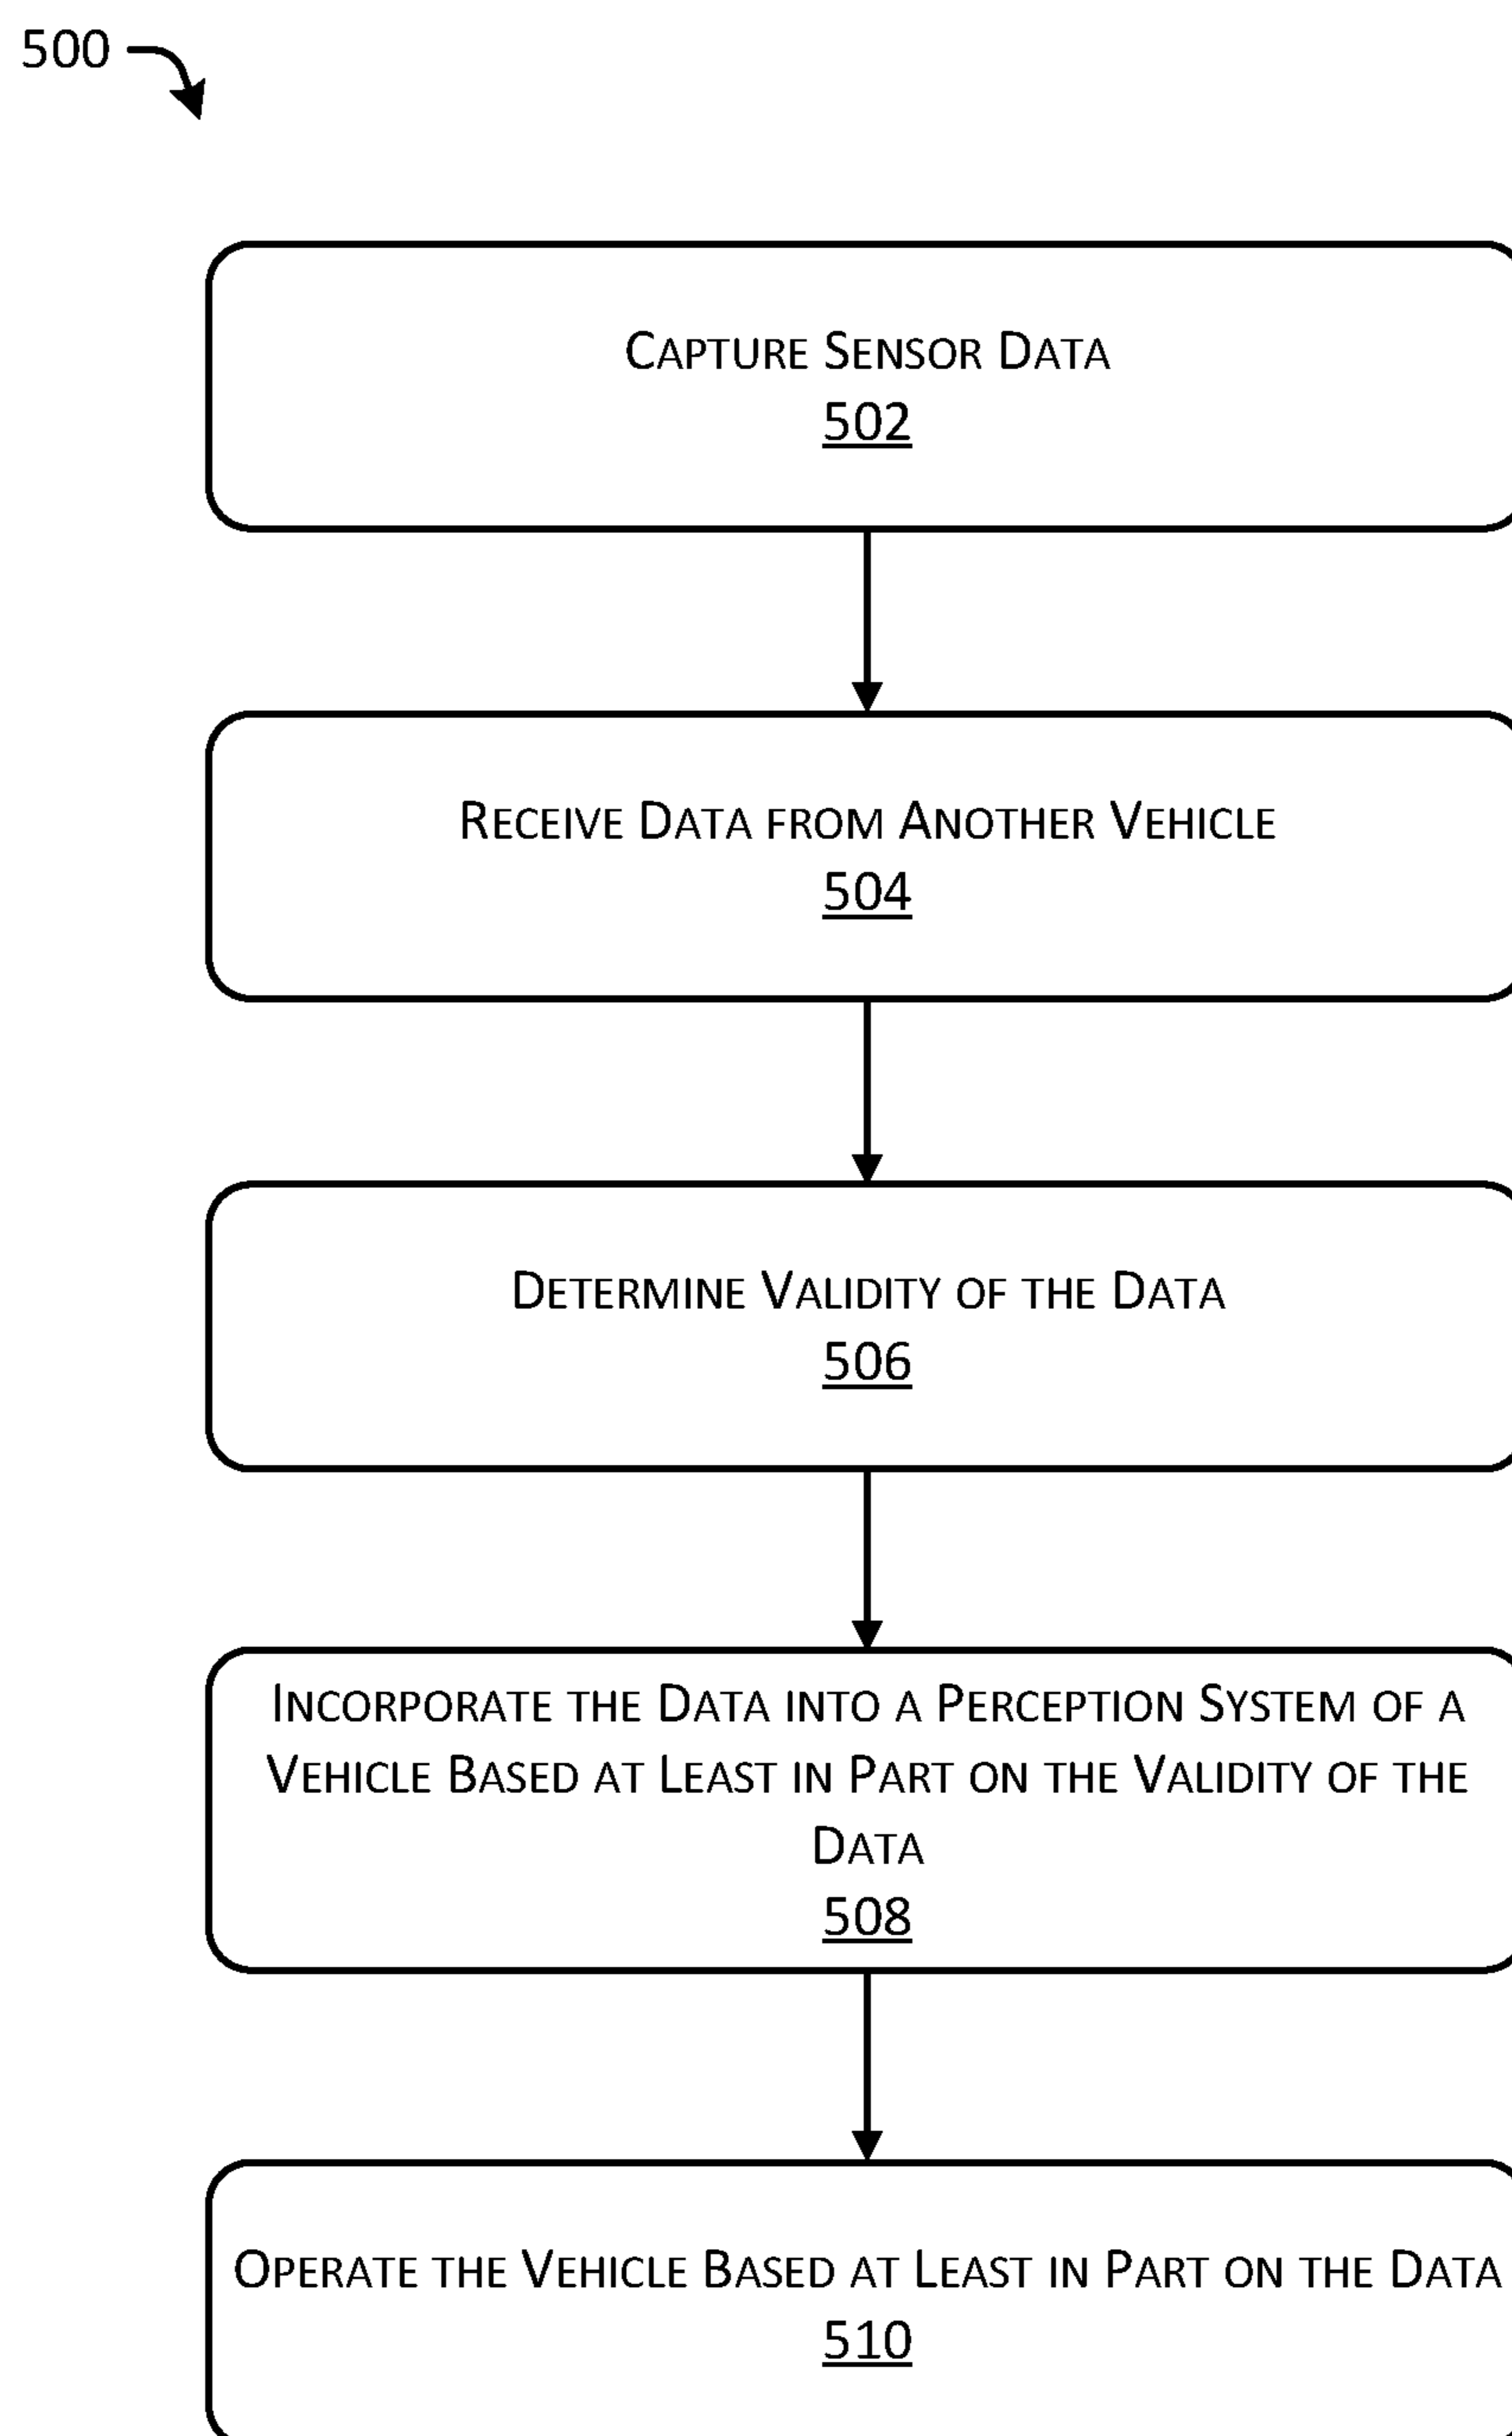 500
Capture Sensor Data
502
Receive Data from Another Vehicle
504
Determine Validity of the Data
506
Incorporate the Data into a Perception System of a
Vehicle Based at Least in Part on the Validity of the
Data
508
Operate the Vehicle Based at Least in Part on the Data
510